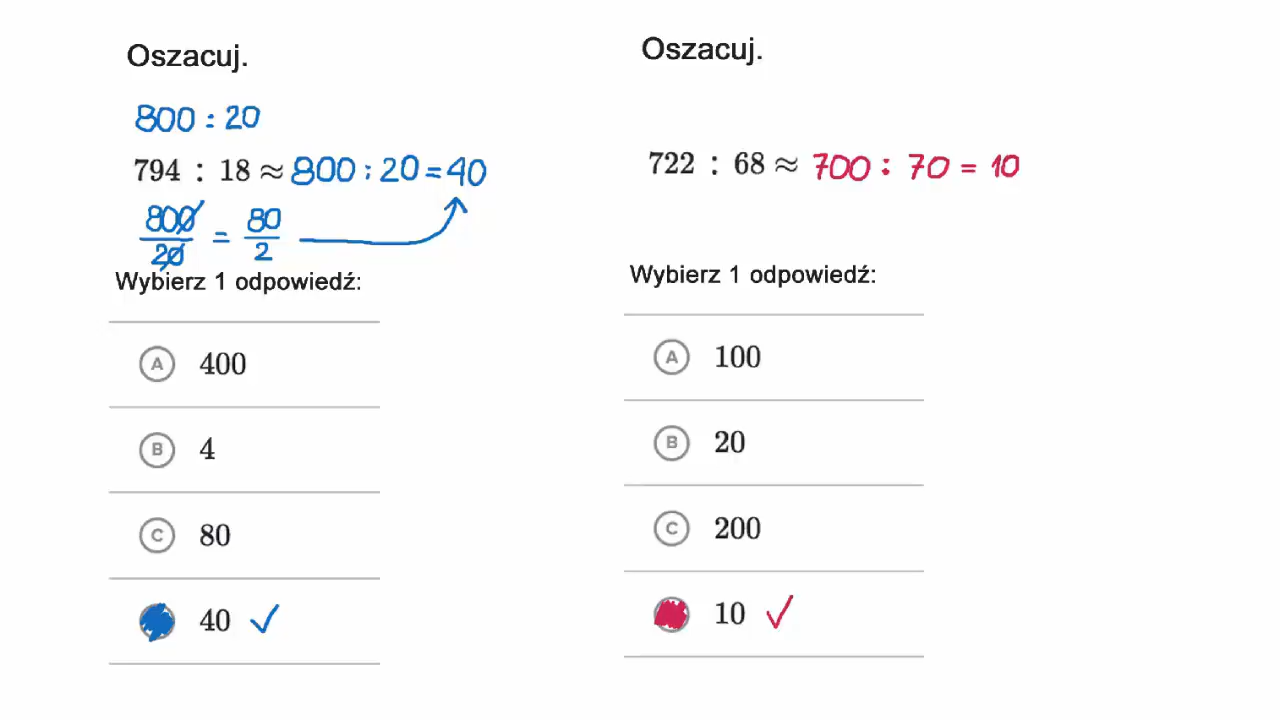 Oszacuj.
800 : 20
794 : 18 ≈ 800 : 20 = 40
800/20 = 80/2
Wybierz 1 odpowiedź:
A 400
B 4
C 80
40 ✓
Oszacuj.
722 : 68 ≈ 700 : 70 = 10
Wybierz 1 odpowiedź:
A 100
B 20
C 200
10 ✓